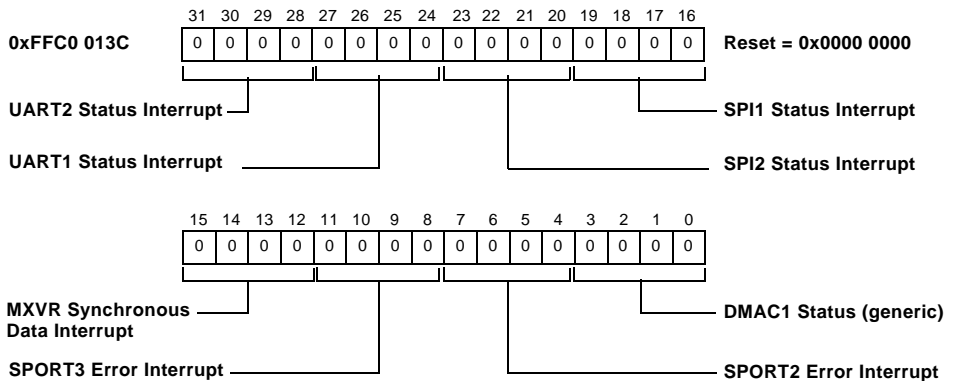 31 30 29 28 27 26 25 24 23 22 21 20 19 18 17 16
0xFFC0 013C 0 0 0 0 0 0 0 0 0 0 0 0 0 0 0 0 Reset = 0x0000 0000
UART2 Status Interrupt SPI1 Status Interrupt
UART1 Status Interrupt SPI2 Status Interrupt
15 14 13 12 11 10 9 8 7 6 5 4 3 2 1 0
0 0 0 0 0 0 0 0 0 0 0 0 0 0 0 0
MXVR Synchronous
Data Interrupt
DMAC1 Status (generic)
SPORT3 Error Interrupt SPORT2 Error Interrupt